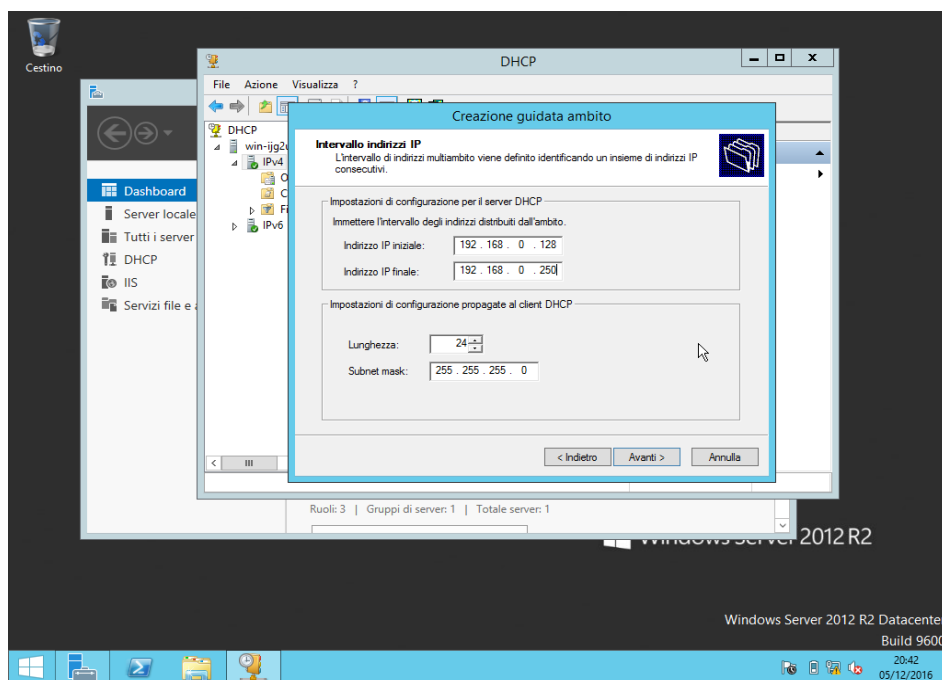 Cestino
DHCP
File Azione Visualizza ?
Creazione guidata ambito
DHCP
win-ijg2u
IPv4
IPv6
Intervallo indirizzi IP
L'intervallo di indirizzi multiambito viene definito identificando un insieme di indirizzi IP
consecutivi.
Impostazioni di configurazione per il server DHCP
Immettere l'intervallo degli indirizzi distribuiti dall'ambito.
Indirizzo IP iniziale: 192 . 168 . 0 . 128
Indirizzo IP finale: 192 . 168 . 0 . 250
Impostazioni di configurazione propagate al client DHCP
Lunghezza: 24
Subnet mask: 255 . 255 . 255 . 0
< Indietro Avanti > Annulla
Dashboard
Server locale
Tutti i server
DHCP
IIS
Servizi file e
Ruoli: 3 | Gruppi di server: 1 | Totale server: 1
Windows Server 2012 R2
Windows Server 2012 R2 Datacente
Build 9600
20:42
05/12/2016